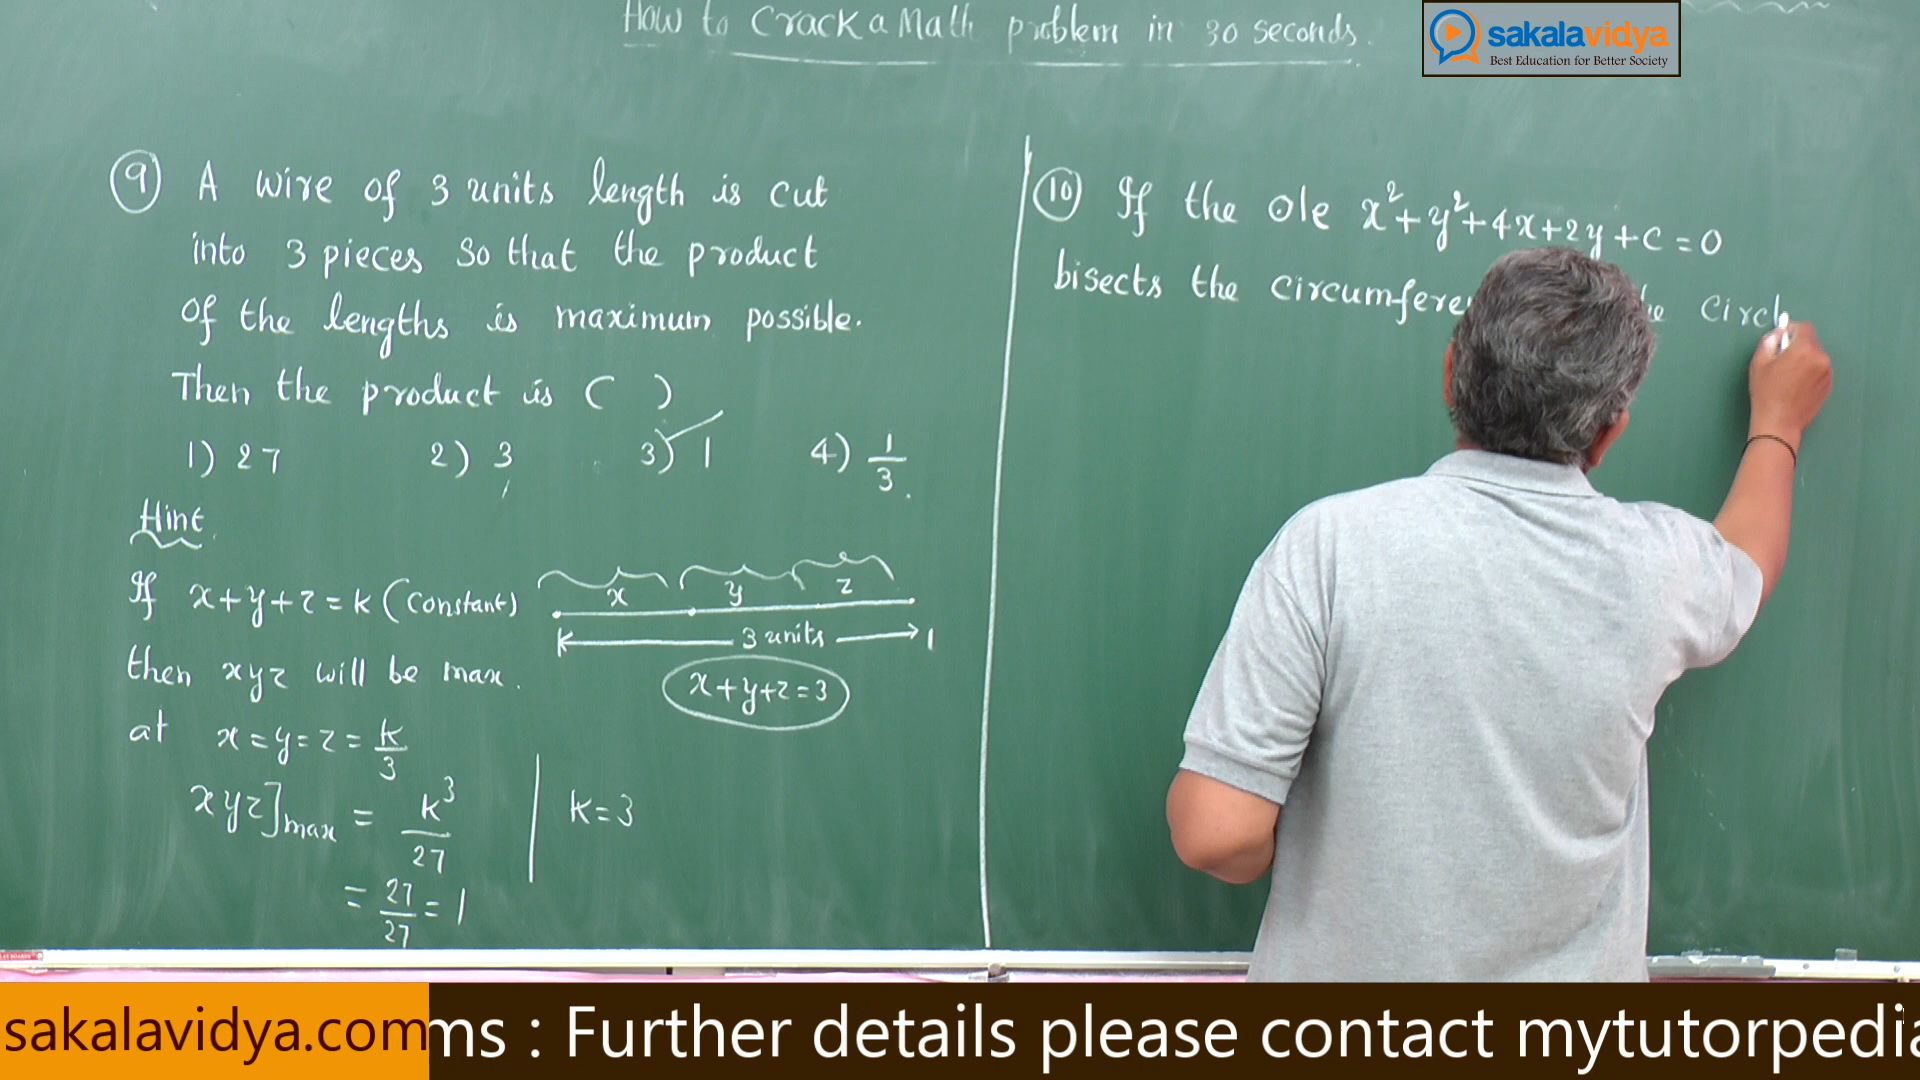 How to Crack a Math problem in 30 seconds.
sakalavidya
Best Education for Better Society
9 A wire of 3 units length is cut
into 3 pieces so that the product
of the lengths is maximum possible.
Then the product is ( )
1) 27 2) 3 3) 1 4) 1/3.
Hint
If x+y+z=k (constant)
then xyz will be max.
at x=y=z=k/3
xyz]max = k³/27
= 27/27 = 1
k=3
x y z
3 units
x+y+z=3
10 If the ole x²+y²+4x+2y+c=0
bisects the circle
sakalavidya.com
ms : Further details please contact mytutorpedia